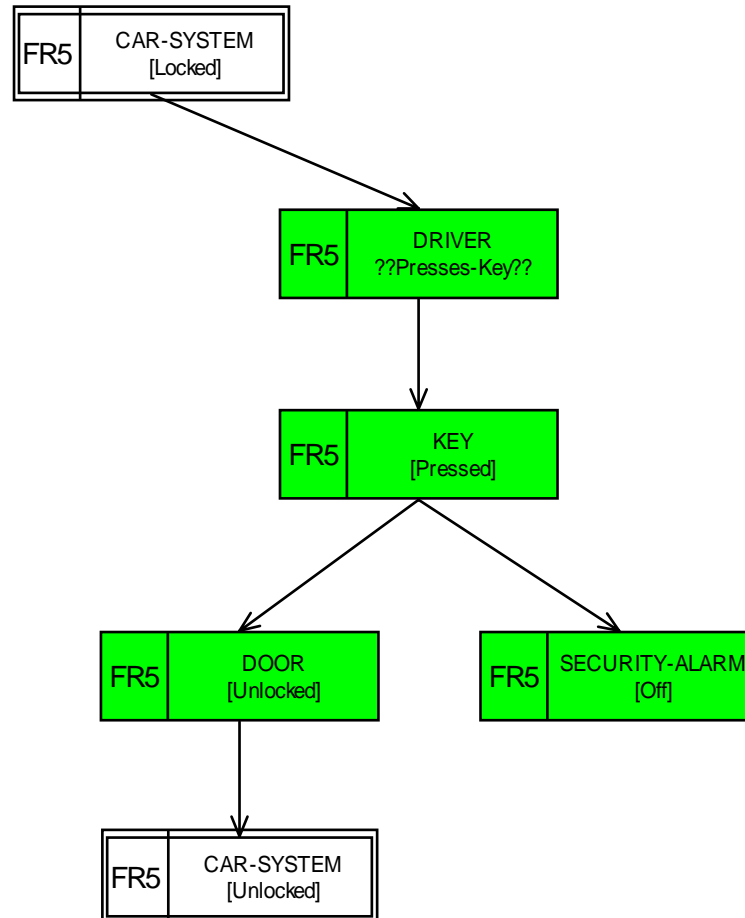 FR5
CAR-SYSTEM
[Locked]
FR5
DRIVER
??Presses-Key??
FR5
KEY
[Pressed]
FR5
DOOR
[Unlocked]
FR5
SECURITY-ALARM
[Off]
FR5
CAR-SYSTEM
[Unlocked]